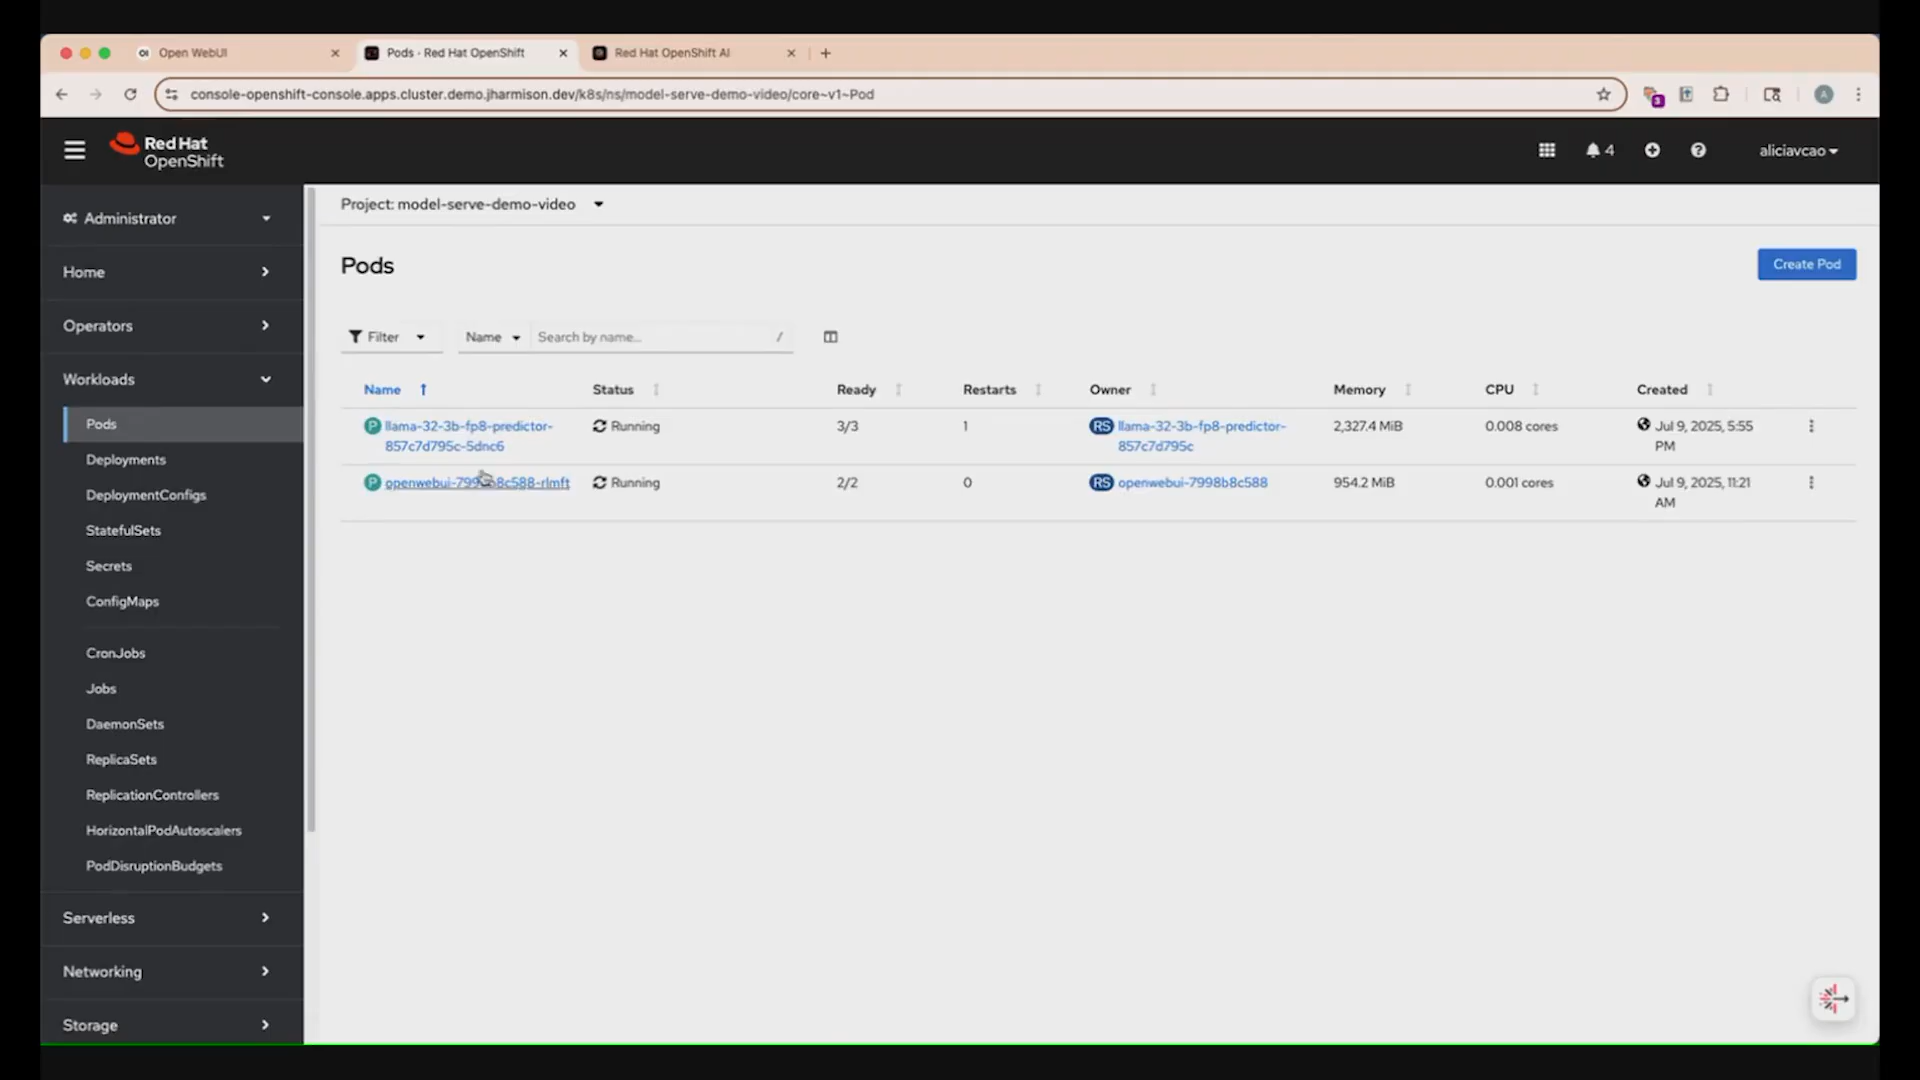 Open WebUI
Pods · Red Hat OpenShift
Red Hat OpenShift AI
console-openshift-console.apps.cluster.demo.jharmison.dev/k8s/ns/model-serve-demo-video/core~v1~Pod
3
A
Red Hat
OpenShift
4
aliciavcao
Administrator
Home
Operators
Workloads
Pods
Deployments
DeploymentConfigs
StatefulSets
Secrets
ConfigMaps
CronJobs
Jobs
DaemonSets
ReplicaSets
ReplicationControllers
HorizontalPodAutoscalers
PodDisruptionBudgets
Serverless
Networking
Storage
Project: model-serve-demo-video
Pods
Create Pod
Filter Name Search by name... /
Name Status Ready Restarts Owner Memory CPU Created
P llama-32-3b-fp8-predictor- Running 3/3 1 RS llama-32-3b-fp8-predictor- 2,327.4 MiB 0.008 cores Jul 9, 2025, 5:55
857c7d795c-5dnc6 857c7d795c PM
P openwebui-7998b8c588-rlmft Running 2/2 0 RS openwebui-7998b8c588 954.2 MiB 0.001 cores Jul 9, 2025, 11:21
AM